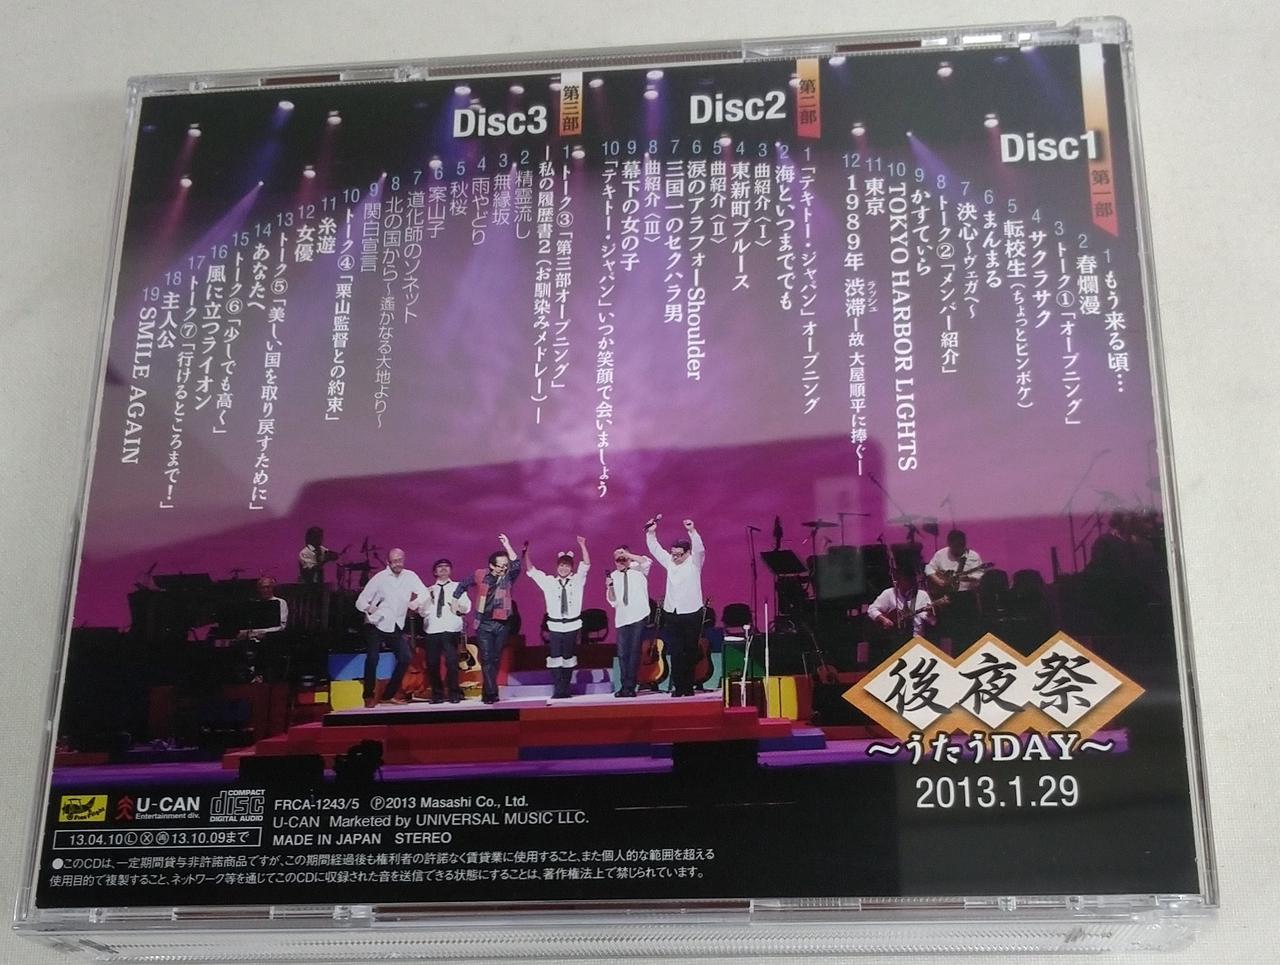 Disc1
第一部
1 もう来る頃…
2 春爛漫
3 トーク①「オープニング」
4 サクラサク
5 転校生(ちょっとピンボケ)
6 まんまる
7 決心〜ヴェガへ〜
8 トーク②「メンバー紹介」
9 かすてぃら
10 TOKYO HARBOR LIGHTS
11 東京
12 1989年 渋滞 ―故 大屋順平に捧ぐ―
ラッシュ
Disc2
第二部
1 「テキトー・ジャパン」オープニング
2 海といつまでも
3 曲紹介〈Ⅰ〉
4 東新町ブルース
5 曲紹介〈Ⅱ〉
6 涙のアラフォーShoulder
7 三国一のセクハラ男
8 曲紹介〈Ⅲ〉
9 幕下の女の子
10 「テキトー・ジャパン」いつか笑顔で会いましょう
Disc3
第三部
1 トーク③「第三部オープニング」
―私の履歴書2(お馴染みメドレー)―
2 精霊流し
3 無縁坂
4 雨やどり
5 秋桜
6 案山子
7 道化師のソネット
8 北の国から〜遙かなる大地より〜
9 関白宣言
10 トーク④「栗山監督との約束」
11 糸遊
12 女優
13 トーク⑤「美しい国を取り戻すために」
14 あなたへ
15 トーク⑥「少しでも高く」
16 風に立つライオン
17 トーク⑦「行けるところまで!」
18 主人公
19 SMILE AGAIN
後夜祭
〜うたうDAY〜
2013.1.29
U-CAN
Entertainment div.
COMPACT
disc
DIGITAL AUDIO
FRCA-1243/5 Ⓟ2013 Masashi Co., Ltd.
U-CAN Marketed by UNIVERSAL MUSIC LLC.
MADE IN JAPAN STEREO
13.04.10ⓁⓍ㊞13.10.09まで
●このCDは、一定期間貸与非許諾商品ですが、この期間経過後も権利者の許諾なく賃貸業に使用すること、また個人的な範囲を超える
使用目的で複製すること、ネットワーク等を通じてこのCDに収録された音を送信できる状態にすることは、著作権法上で禁じられています。